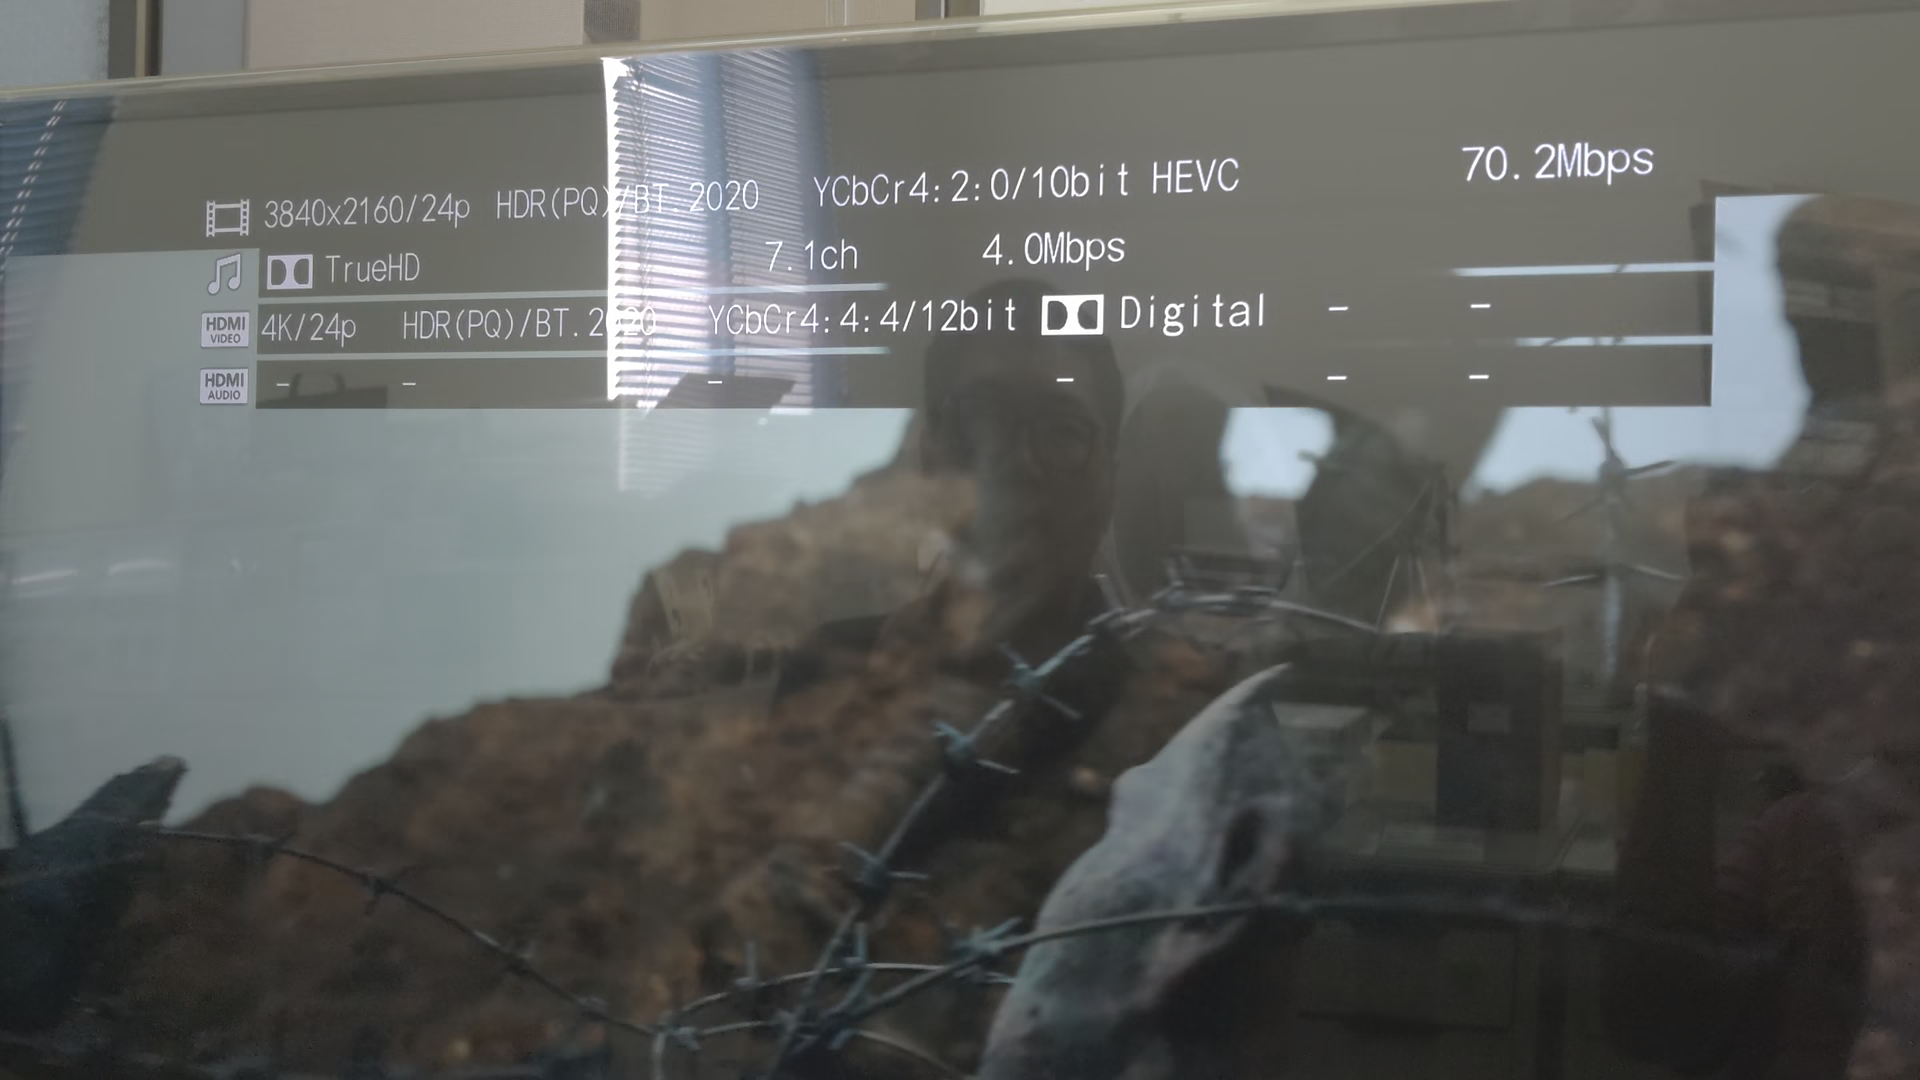 3840x2160/24p HDR(PQ)/BT.2020 YCbCr4:2:0/10bit HEVC 70.2Mbps
TrueHD 7.1ch 4.0Mbps
HDMI VIDEO 4K/24p HDR(PQ)/BT.2020 YCbCr4:4:4/12bit Digital - -
HDMI AUDIO - - - - - -